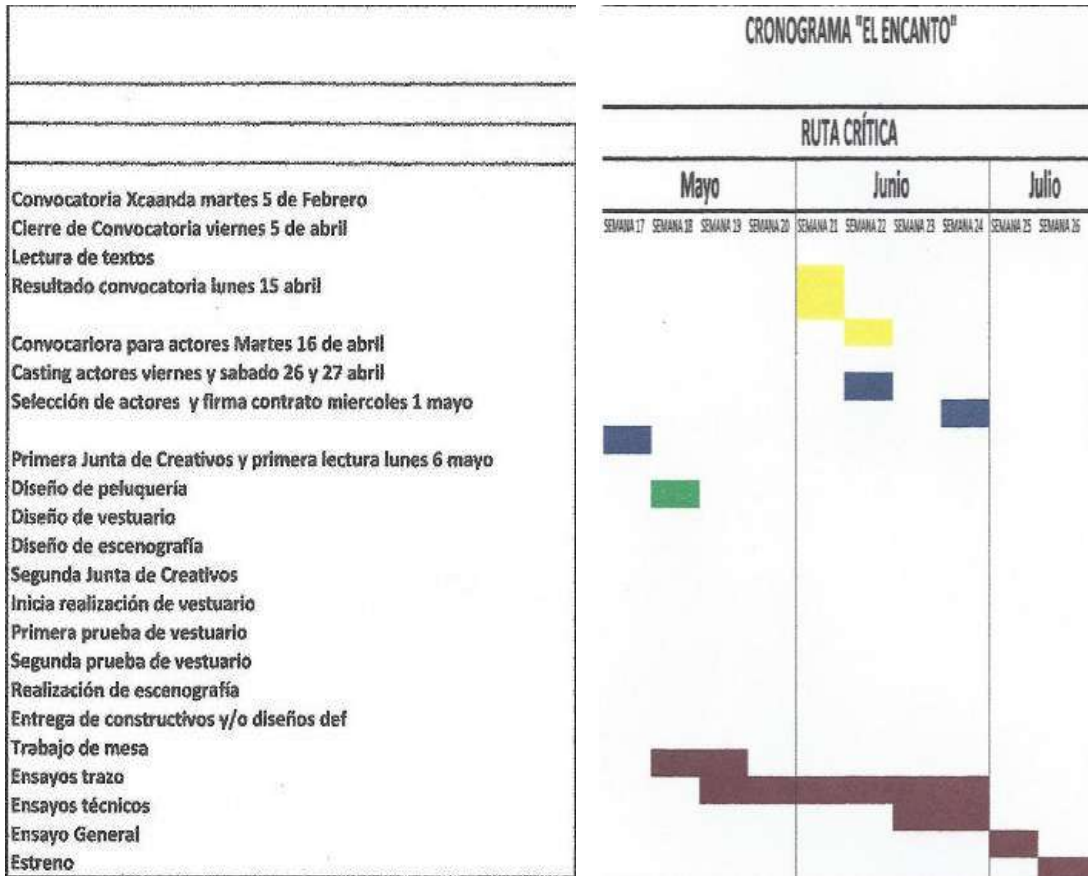 Convocatoria Xcaanda martes 5 de Febrero
Cierre de Convocatoria viernes 5 de abril
Lectura de textos
Resultado convocatoria lunes 15 abril
Convocariora para actores Martes 16 de abril
Casting actores viernes y sabado 26 y 27 abril
Selección de actores y firma contrato miercoles 1 mayo
Primera Junta de Creativos y primera lectura lunes 6 mayo
Diseño de peluquería
Diseño de vestuario
Diseño de escenografía
Segunda Junta de Creativos
Inicia realización de vestuario
Primera prueba de vestuario
Segunda prueba de vestuario
Realización de escenografía
Entrega de constructivos y/o diseños def
Trabajo de mesa
Ensayos trazo
Ensayos técnicos
Ensayo General
Estreno
CRONOGRAMA "EL ENCANTO"
RUTA CRÍTICA
Mayo Junio Julio
SEMANA 17 SEMANA 18 SEMANA 19 SEMANA 20 SEMANA 21 SEMANA 22 SEMANA 23 SEMANA 24 SEMANA 25 SEMANA 26